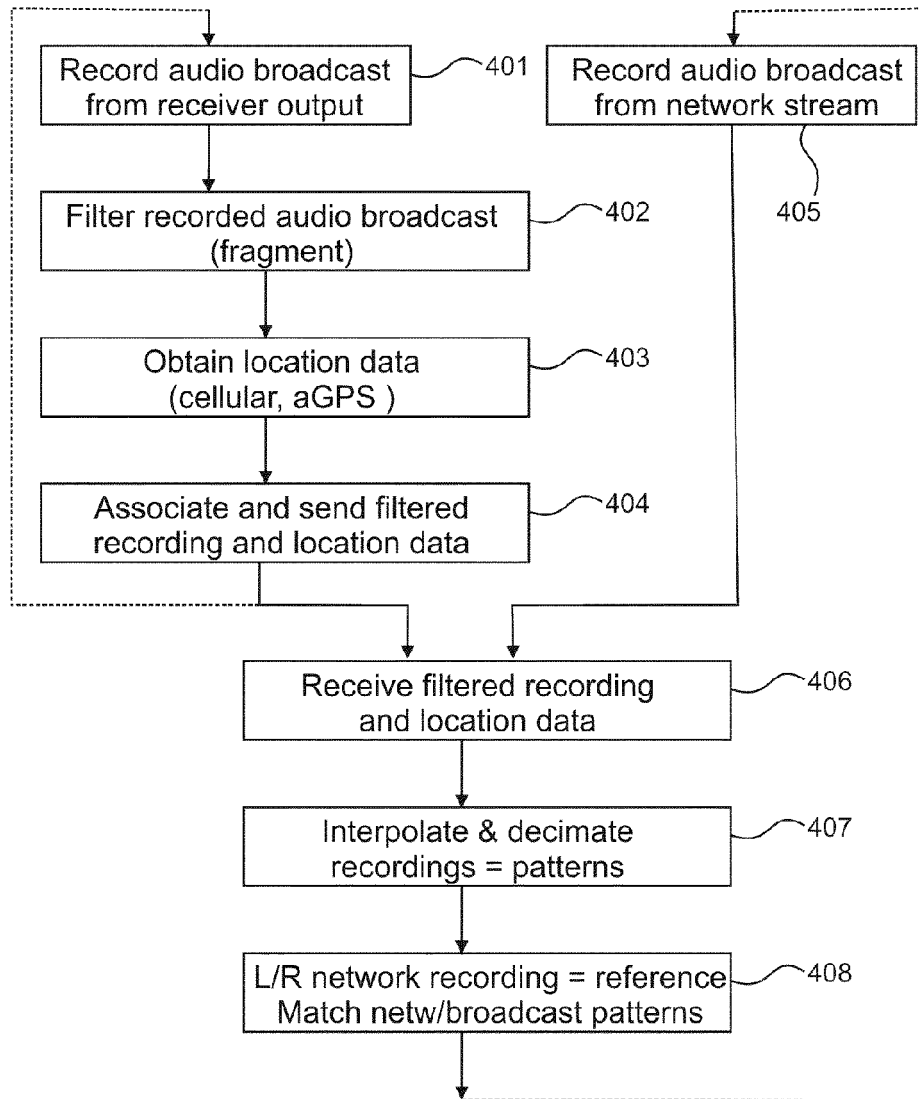 Record audio broadcast
from receiver output
401
Record audio broadcast
from network stream
405
Filter recorded audio broadcast
(fragment)
402
Obtain location data
(cellular, aGPS )
403
Associate and send filtered
recording and location data
404
Receive filtered recording
and location data
406
Interpolate & decimate
recordings = patterns
407
L/R network recording = reference
Match netw/broadcast patterns
408